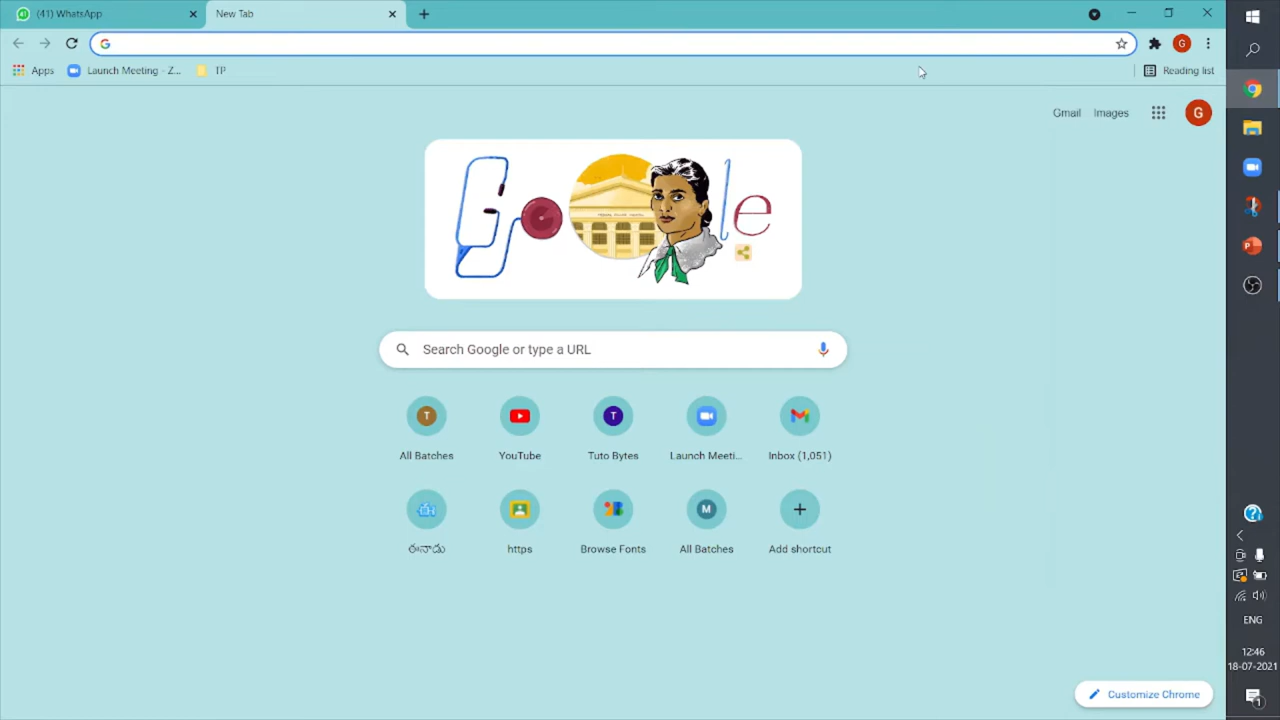 (41) WhatsApp
New Tab
G
Apps
Launch Meeting - Z...
TP
Reading list
Gmail
Images
G
Search Google or type a URL
T
T
All Batches
YouTube
Tuto Bytes
Launch Meeti...
Inbox (1,051)
M
ఈనాడు
https
Browse Fonts
All Batches
Add shortcut
ENG
12:46
18-07-2021
1
Customize Chrome